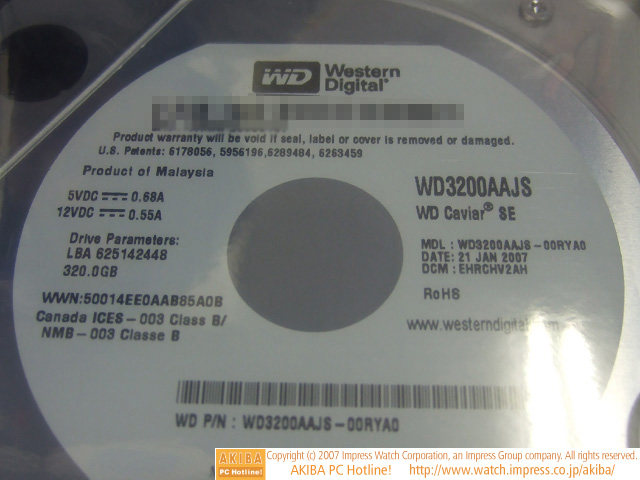 WD Western Digital
Product warranty will be void if seal, label or cover is removed or damaged.
U.S. Patents: 6178056, 5956196,6289484, 6263459
Product of Malaysia
5VDC 0.68A
12VDC 0.55A
Drive Parameters:
LBA 625142448
320.0GB
WWN:50014EE0AAB85A0B
Canada ICES-003 Class B/
NMB-003 Classe B
WD3200AAJS
WD Caviar® SE
MDL: WD3200AAJS-00RYA0
DATE: 21 JAN 2007
DCM: EHRCHV2AH
RoHS
www.westerndigital.com
WD P/N: WD3200AAJS-00RYA0
AKIBA
PC Hotline!
Copyright (c) 2007 Impress Watch Corporation, an Impress Group company. All rights reserved.
AKIBA PC Hotline! http://www.watch.impress.co.jp/akiba/